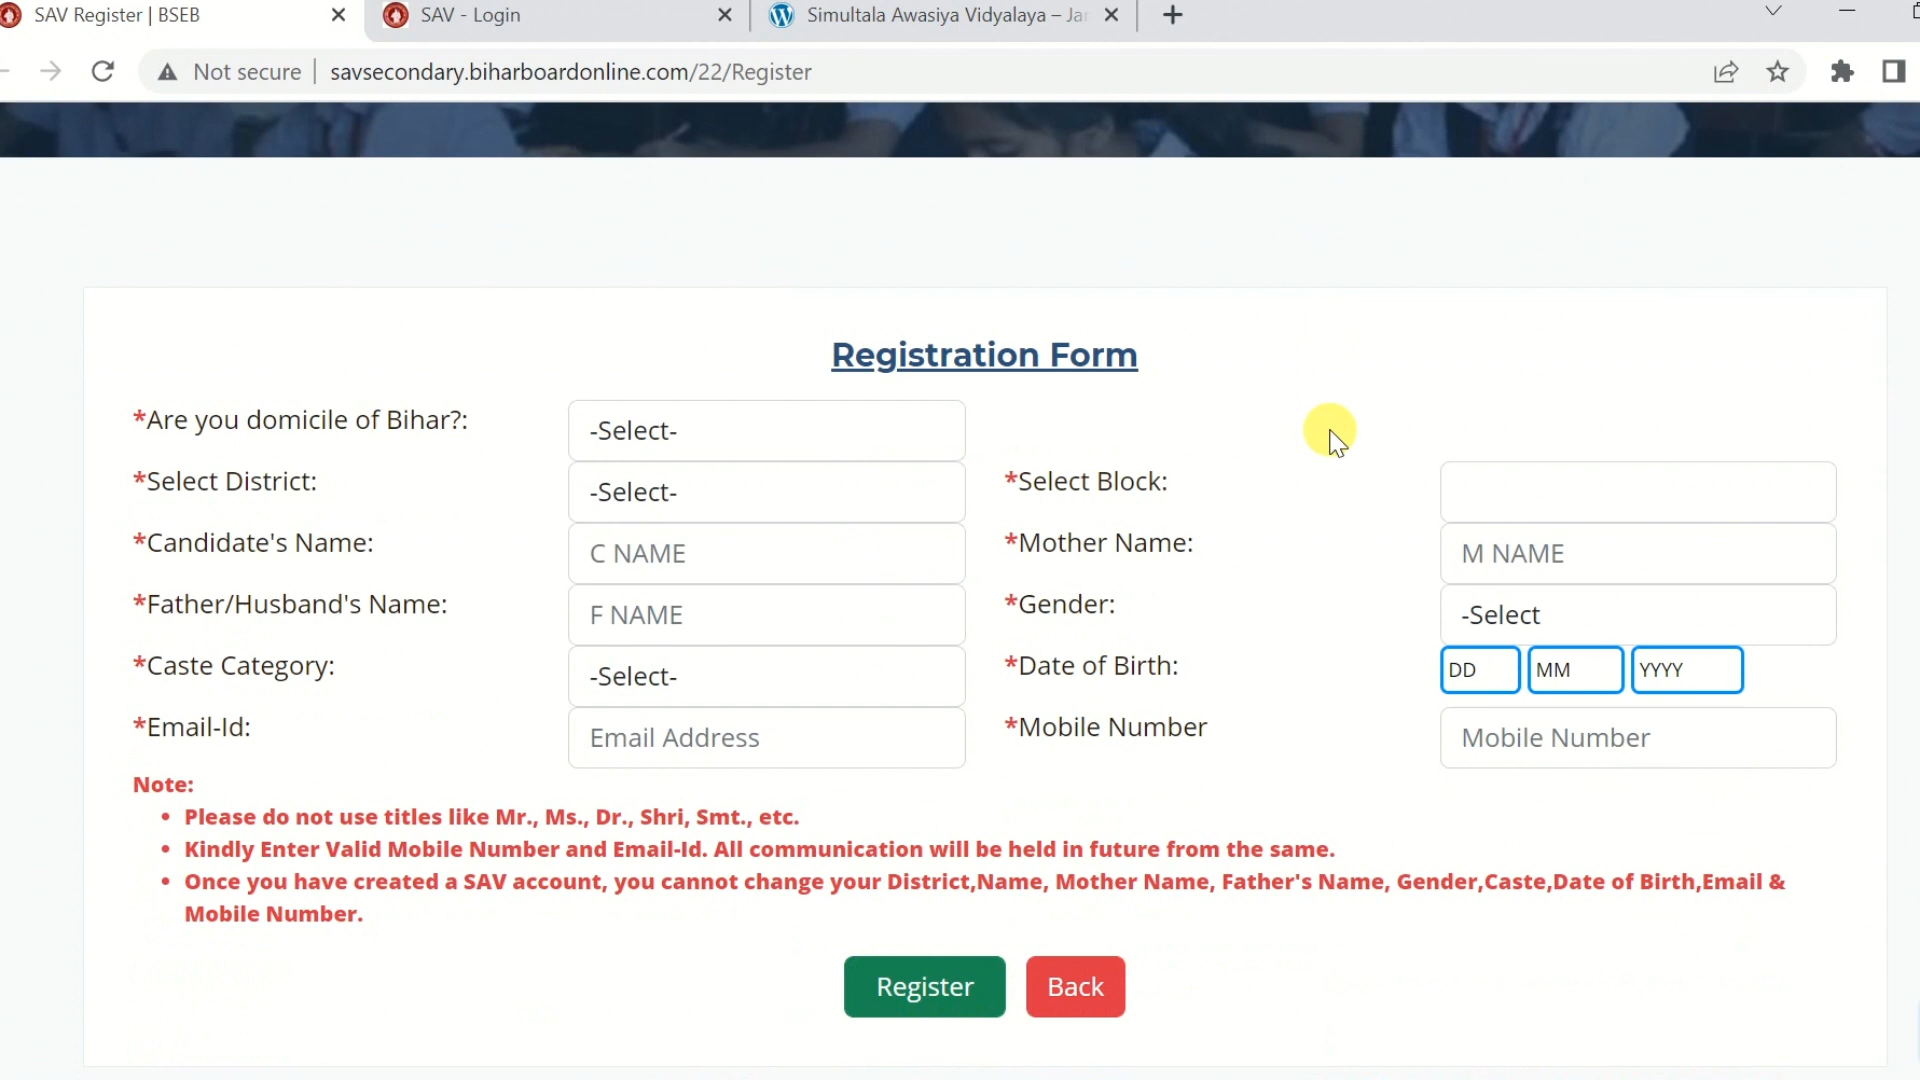 SAV Register | BSEB
SAV - Login
Simultala Awasiya Vidyalaya – Jar
Not secure
savsecondary.biharboardonline.com/22/Register
Registration Form
*Are you domicile of Bihar?:
-Select-
*Select District:
-Select-
*Select Block:
*Candidate's Name:
C NAME
*Mother Name:
M NAME
*Father/Husband's Name:
F NAME
*Gender:
-Select
*Caste Category:
-Select-
*Date of Birth:
DD
MM
YYYY
*Email-Id:
Email Address
*Mobile Number
Mobile Number
Note:
• Please do not use titles like Mr., Ms., Dr., Shri, Smt., etc.
• Kindly Enter Valid Mobile Number and Email-Id. All communication will be held in future from the same.
• Once you have created a SAV account, you cannot change your District,Name, Mother Name, Father's Name, Gender,Caste,Date of Birth,Email &
Mobile Number.
Register
Back